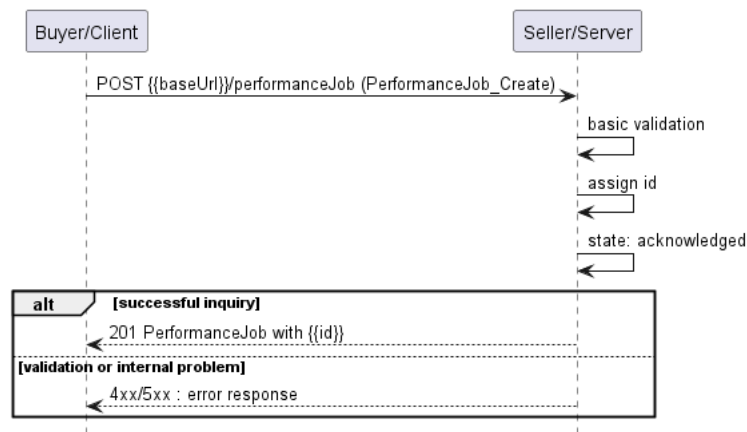 Buyer/Client
Seller/Server
POST {{baseUrl}}/performanceJob (PerformanceJob_Create)
basic validation
assign id
state: acknowledged
alt
[successful inquiry]
201 PerformanceJob with {{id}}
[validation or internal problem]
4xx/5xx : error response